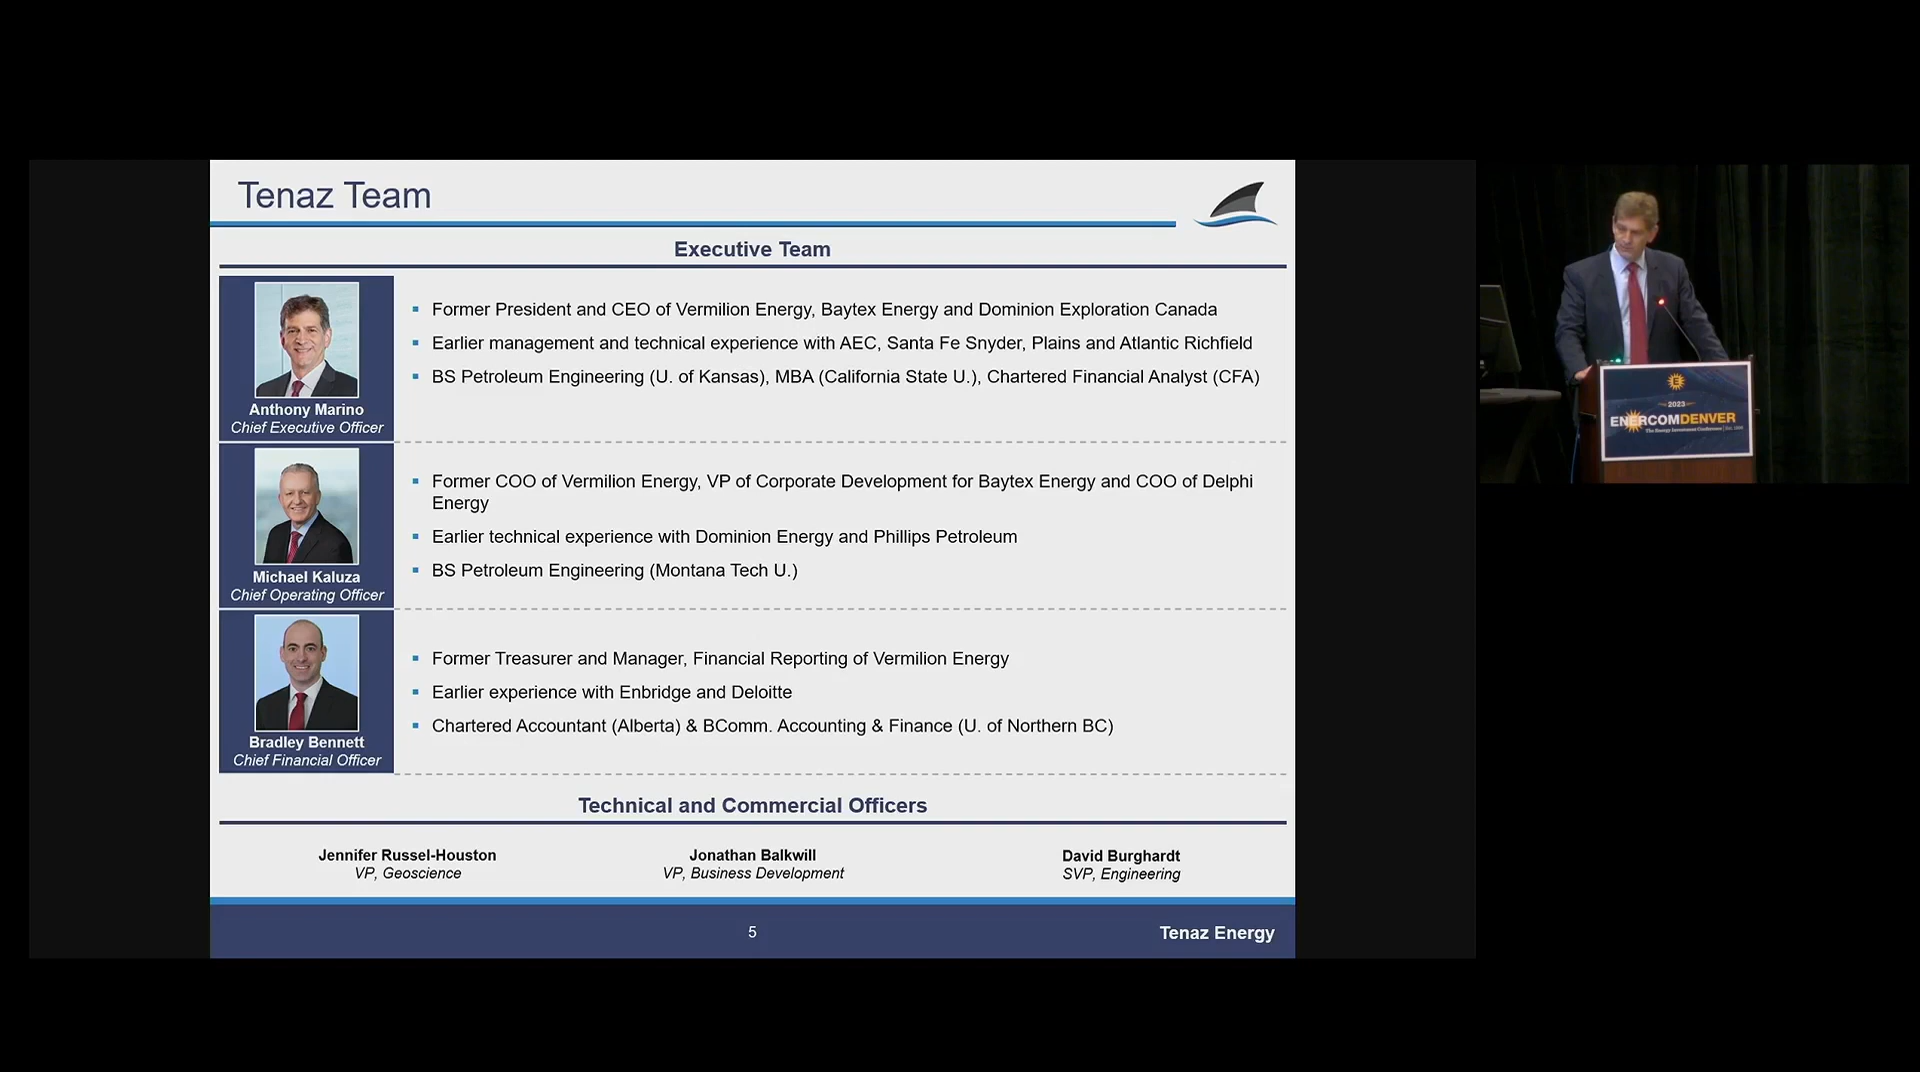 Tenaz Team
Executive Team
Anthony Marino
Chief Executive Officer
Former President and CEO of Vermilion Energy, Baytex Energy and Dominion Exploration Canada
Earlier management and technical experience with AEC, Santa Fe Snyder, Plains and Atlantic Richfield
BS Petroleum Engineering (U. of Kansas), MBA (California State U.), Chartered Financial Analyst (CFA)
Michael Kaluza
Chief Operating Officer
Former COO of Vermilion Energy, VP of Corporate Development for Baytex Energy and COO of Delphi
Energy
Earlier technical experience with Dominion Energy and Phillips Petroleum
BS Petroleum Engineering (Montana Tech U.)
Bradley Bennett
Chief Financial Officer
Former Treasurer and Manager, Financial Reporting of Vermilion Energy
Earlier experience with Enbridge and Deloitte
Chartered Accountant (Alberta) & BComm. Accounting & Finance (U. of Northern BC)
Technical and Commercial Officers
Jennifer Russel-Houston
VP, Geoscience
Jonathan Balkwill
VP, Business Development
David Burghardt
SVP, Engineering
5
Tenaz Energy
E
2023
ENERCOMDENVER
The Energy Investment Conference